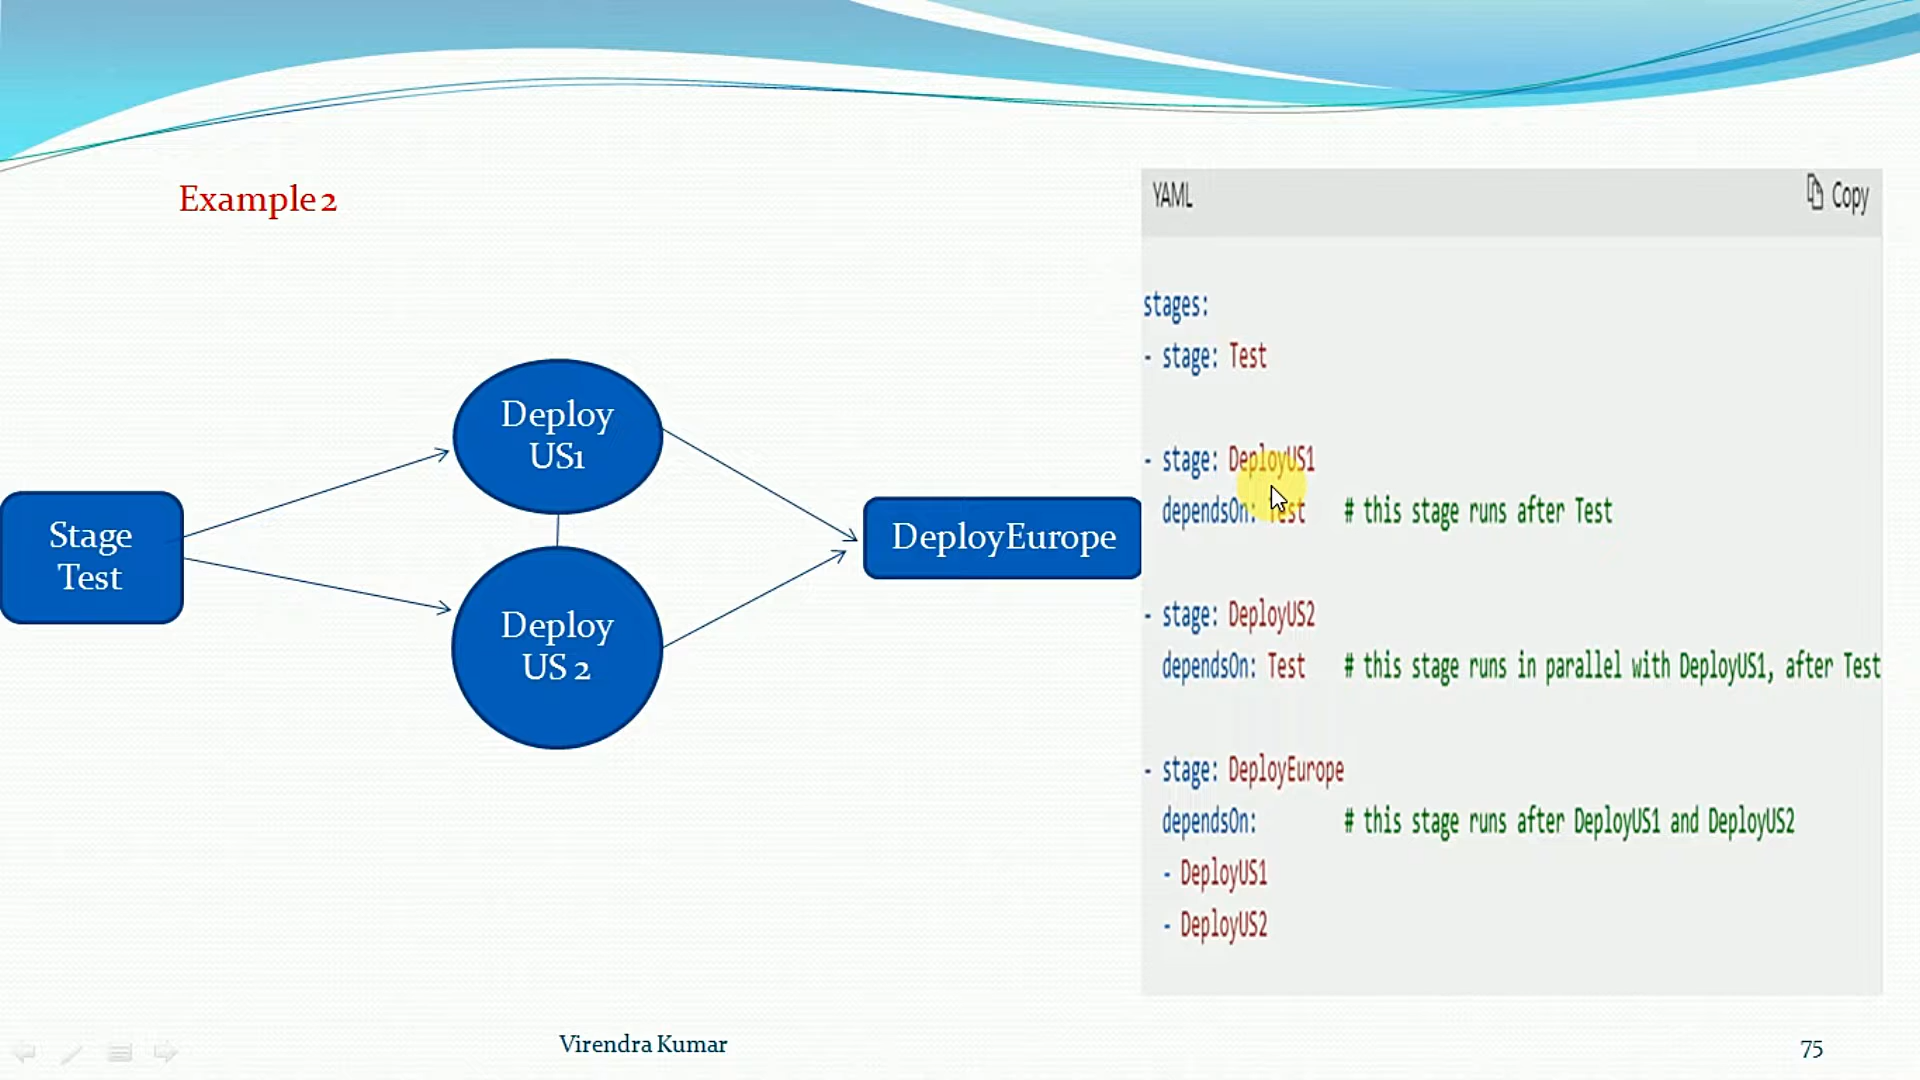 Example 2
Stage
Test
Deploy
US1
Deploy
US 2
DeployEurope
YAML
Copy
stages:
- stage: Test
- stage: DeployUS1
dependsOn: Test # this stage runs after Test
- stage: DeployUS2
dependsOn: Test # this stage runs in parallel with DeployUS1, after Test
- stage: DeployEurope
dependsOn: # this stage runs after DeployUS1 and DeployUS2
- DeployUS1
- DeployUS2
Virendra Kumar
75